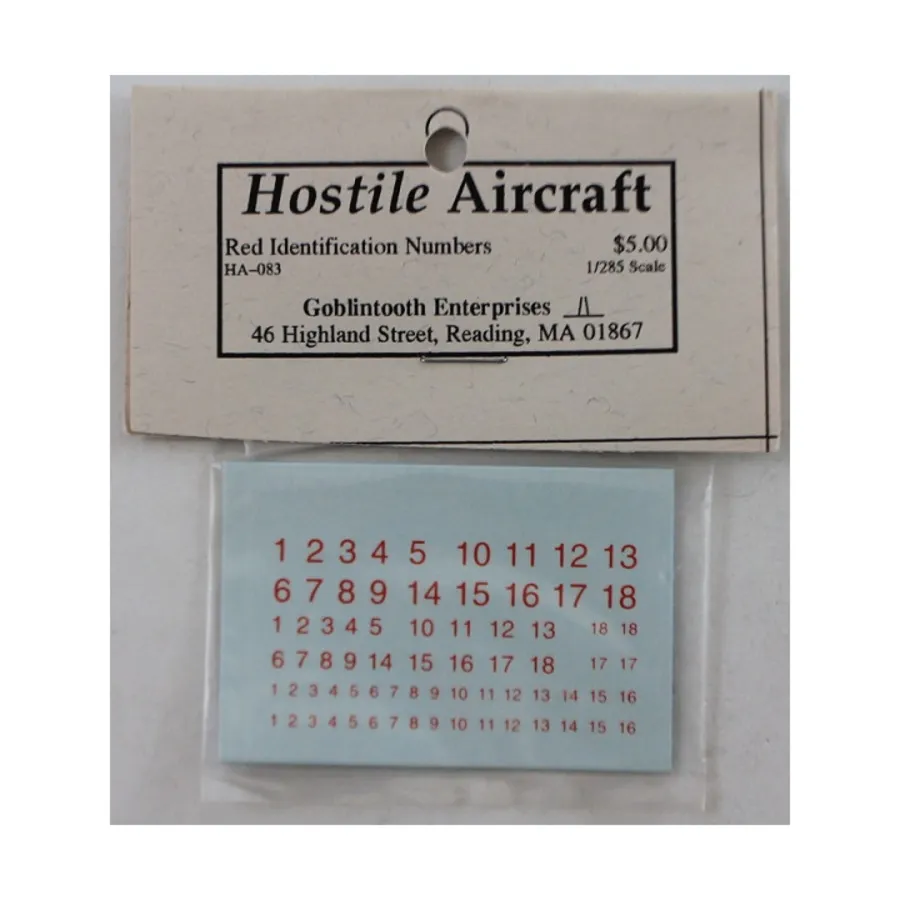 Hostile Aircraft
Red Identification Numbers $5.00
HA-083 1/285 Scale
Goblintooth Enterprises
46 Highland Street, Reading, MA 01867
1 2 3 4 5 10 11 12 13
6 7 8 9 14 15 16 17 18
1 2 3 4 5 10 11 12 13 18 18
6 7 8 9 14 15 16 17 18 17 17
1 2 3 4 5 6 7 8 9 10 11 12 13 14 15 16
1 2 3 4 5 6 7 8 9 10 11 12 13 14 15 16